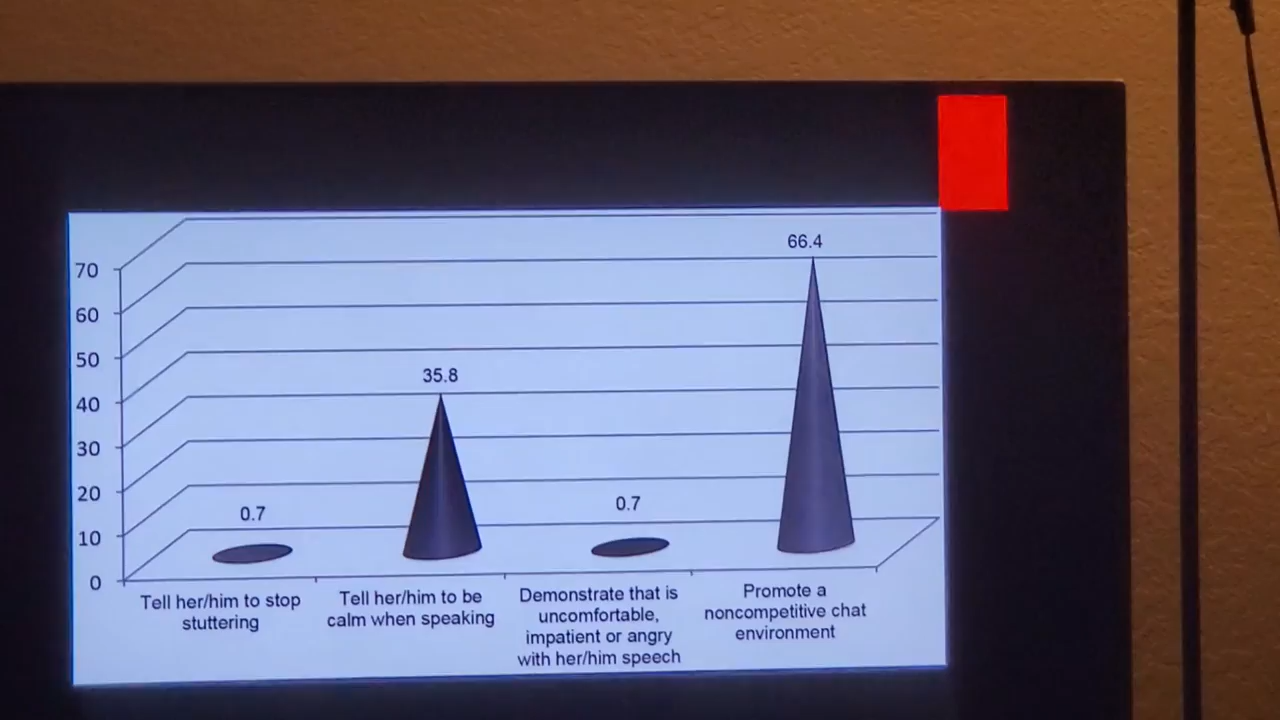 70
60
50
40
30
20
10
0
0.7
35.8
0.7
66.4
Tell her/him to stop
stuttering
Tell her/him to be
calm when speaking
Demonstrate that is
uncomfortable,
impatient or angry
with her/him speech
Promote a
noncompetitive chat
environment